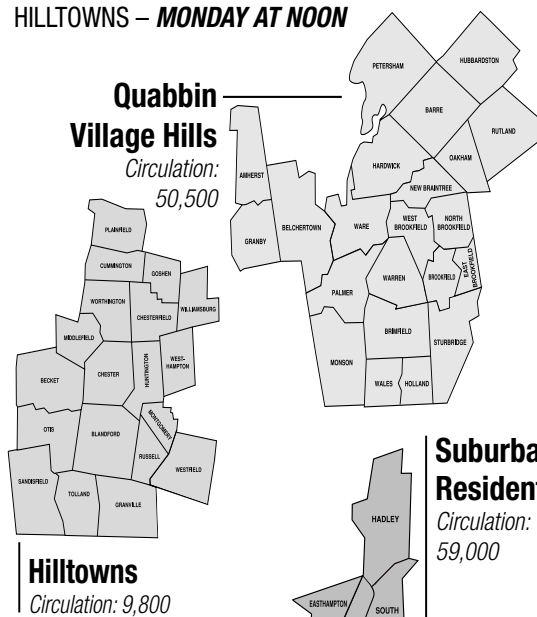 HILLTOWNS – MONDAY AT NOON
Quabbin
Village Hills
Circulation:
50,500
PETERSHAM
HUBBARDSTON
BARRE
RUTLAND
HARDWICK
OAKHAM
NEW BRAINTREE
AMHERST
BELCHERTOWN
GRANBY
WARE
WEST
BROOKFIELD
NORTH
BROOKFIELD
EAST
BROOKFIELD
BROOKFIELD
WARREN
PALMER
BRIMFIELD
STURBRIDGE
MONSON
WALES
HOLLAND
PLAINFIELD
CUMMINGTON
GOSHEN
WORTHINGTON
CHESTERFIELD
WILLIAMSBURG
MIDDLEFIELD
HUNTINGTON
WEST-
HAMPTON
BECKET
CHESTER
MONTGOMERY
OTIS
BLANDFORD
RUSSELL
WESTFIELD
SANDISFIELD
TOLLAND
GRANVILLE
Hilltowns
Circulation: 9,800
Suburba
Resident
Circulation:
59,000
HADLEY
EASTHAMPTON
SOUTH